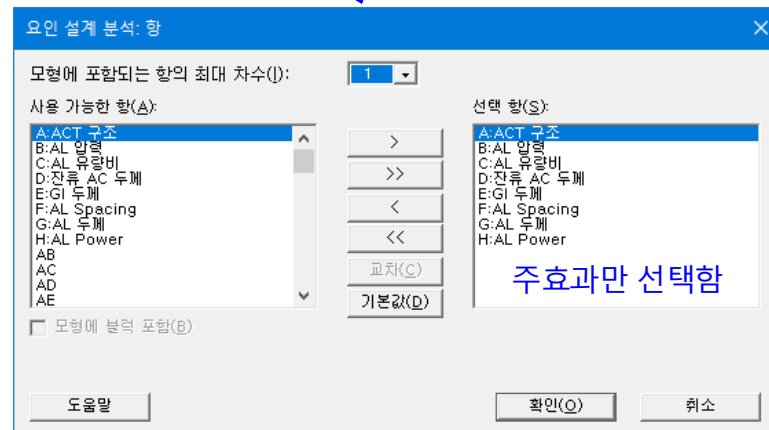 요인 설계 분석: 항
모형에 포함되는 항의 최대 차수(I):
1
사용 가능한 항(A):
A:ACT 구조
B:AL 압력
C:AL 유량비
D:잔류 AC 두께
E:GI 두께
F:AL Spacing
G:AL 두께
H:AL Power
AB
AC
AD
AE
>
>>
<
<<
교차(C)
기본값(D)
선택 항(S):
A:ACT 구조
B:AL 압력
C:AL 유량비
D:잔류 AC 두께
E:GI 두께
F:AL Spacing
G:AL 두께
H:AL Power
주효과만 선택함
모형에 블럭 포함(B)
도움말
확인(O)
취소